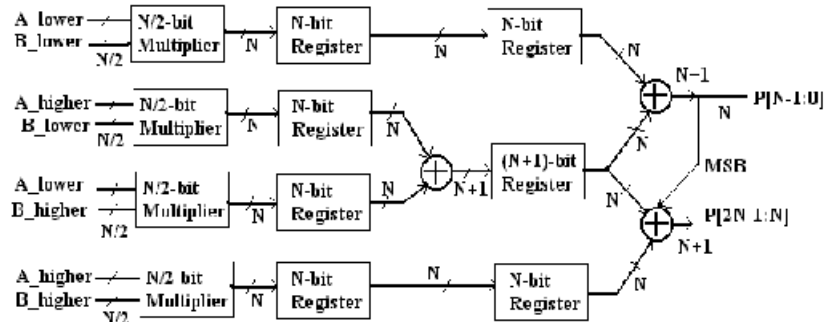 A_lower
B_lower
N/2
N/2-bit
Multiplier
N
N-bit
Register
N
N-bit
Register
N
N-1
N
P[N-1:0]
A_higher
B_lower
N/2
N/2-bit
Multiplier
N
N-bit
Register
N
N+1
(N+1)-bit
Register
N
MSB
A_lower
B_higher
N/2
N/2-bit
Multiplier
N
N-bit
Register
N
N
P[2N 1:N]
N+1
A_higher
B_higher
N/2
N/2 bit
Multiplier
N
N-bit
Register
N
N-bit
Register
N